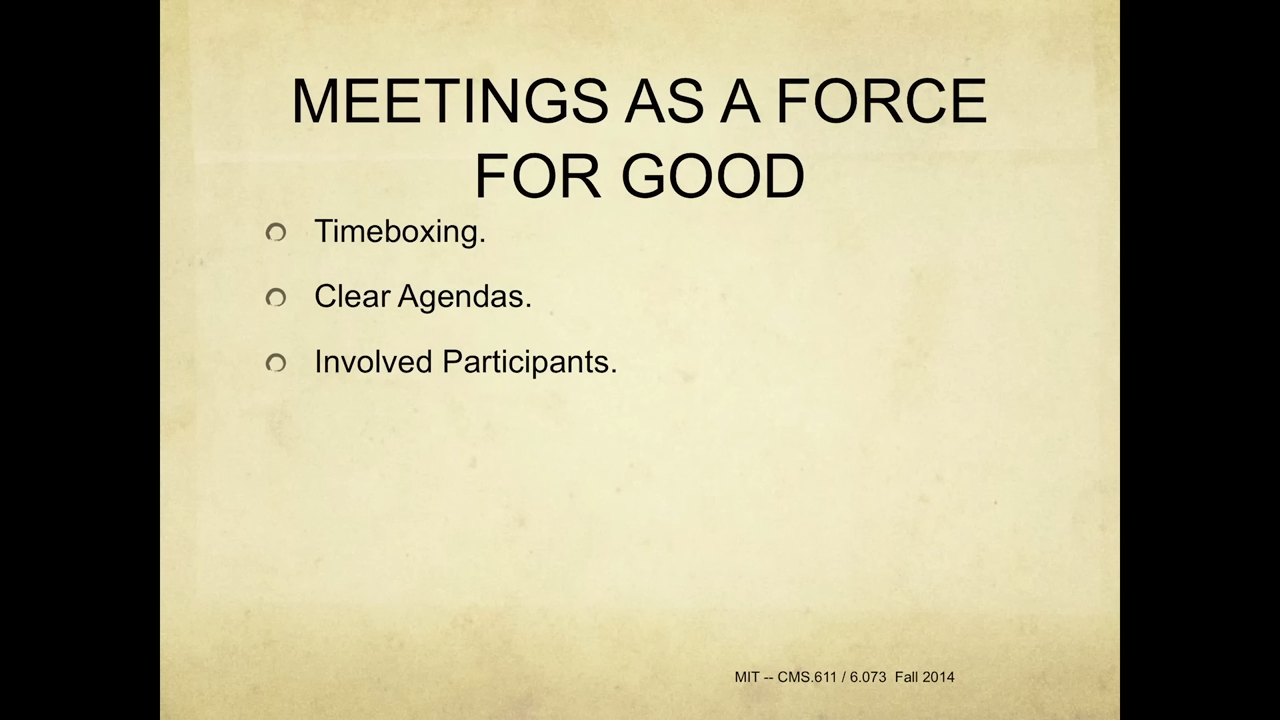 MEETINGS AS A FORCE
FOR GOOD
Timeboxing.
Clear Agendas.
Involved Participants.
MIT -- CMS.611 / 6.073 Fall 2014